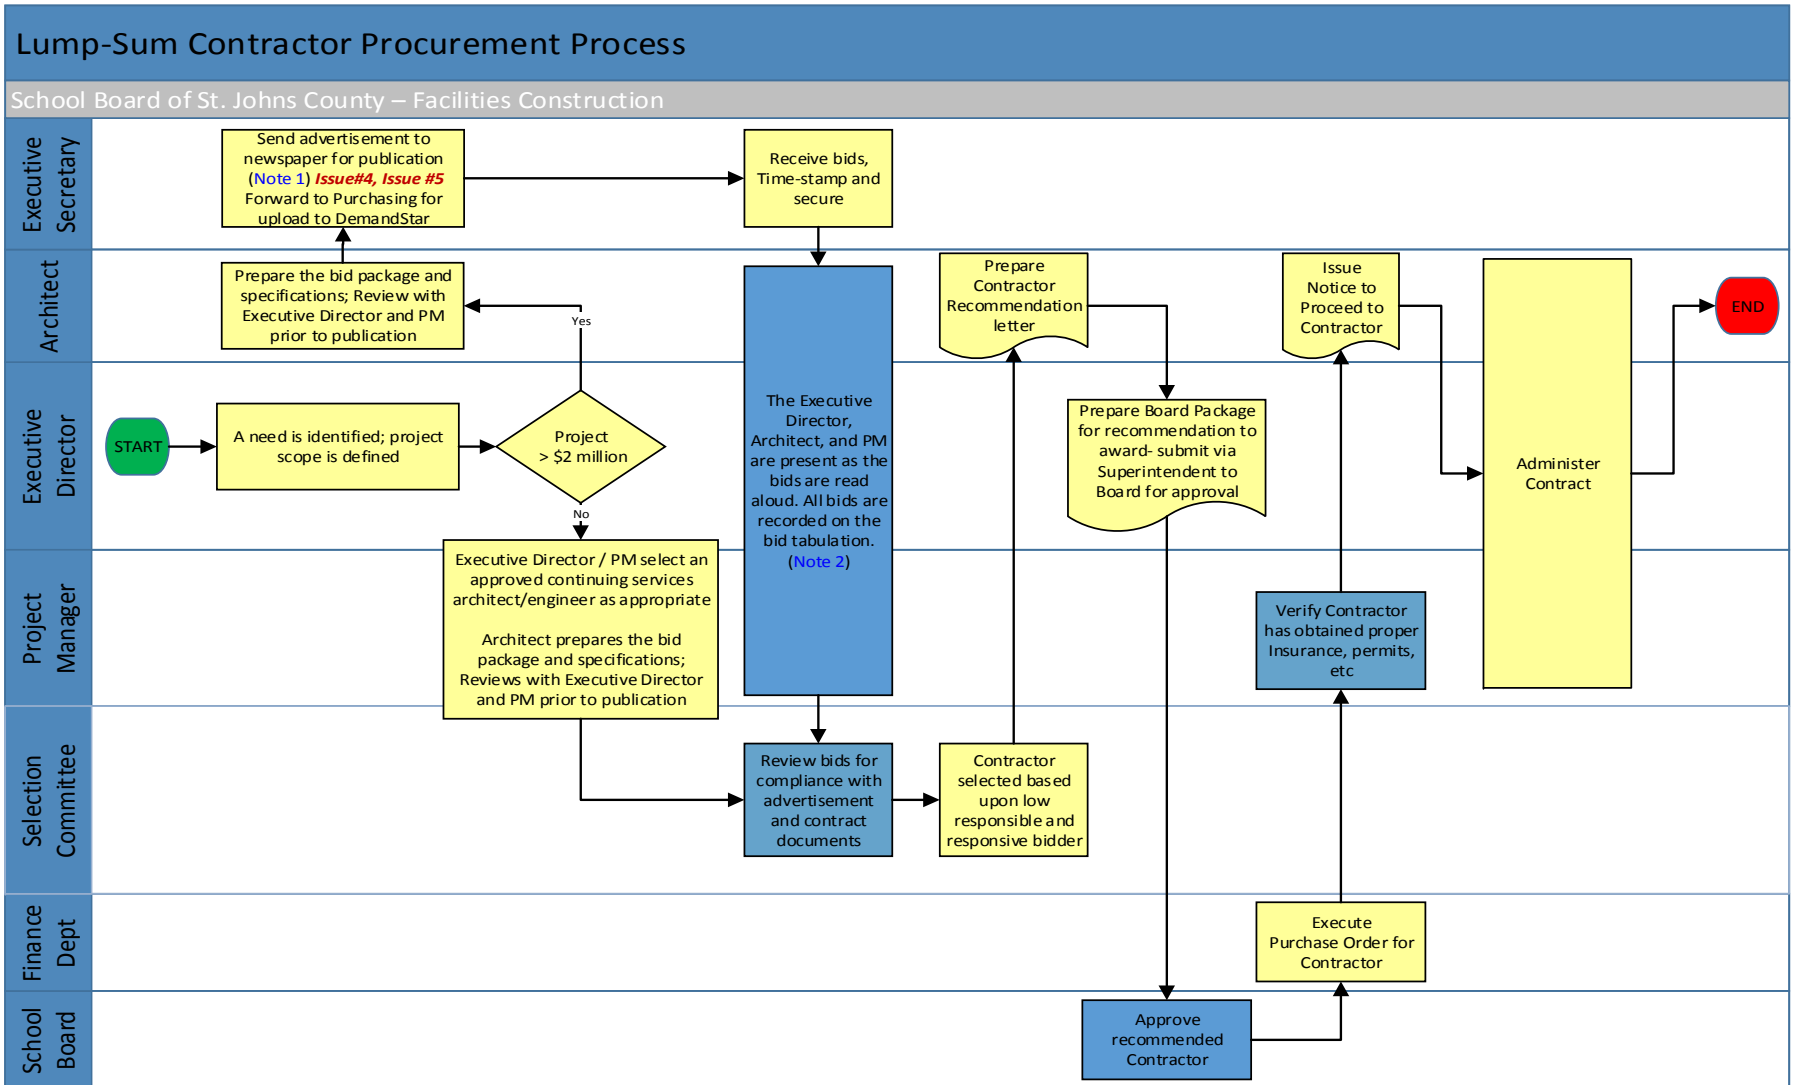 Lump-Sum Contractor Procurement Process
School Board of St. Johns County – Facilities Construction
Executive
Secretary
Send advertisement to
newspaper for publication
(Note 1) Issue#4, Issue #5
Forward to Purchasing for
upload to DemandStar
Receive bids,
Time-stamp and
secure
Architect
Prepare the bid package and
specifications; Review with
Executive Director and PM
prior to publication
Yes
Prepare
Contractor
Recommendation
letter
Issue
Notice to
Proceed to
Contractor
END
Executive
Director
START
A need is identified; project
scope is defined
Project
> $2 million
No
The Executive
Director,
Architect, and PM
are present as the
bids are read
aloud. All bids are
recorded on the
bid tabulation.
(Note 2)
Prepare Board Package
for recommendation to
award- submit via
Superintendent to
Board for approval
Administer
Contract
Project
Manager
Executive Director / PM select an
approved continuing services
architect/engineer as appropriate
Architect prepares the bid
package and specifications;
Reviews with Executive Director
and PM prior to publication
Verify Contractor
has obtained proper
Insurance, permits,
etc
Selection
Committee
Review bids for
compliance with
advertisement
and contract
documents
Contractor
selected based
upon low
responsible and
responsive bidder
Finance
Dept
Execute
Purchase Order for
Contractor
School
Board
Approve
recommended
Contractor